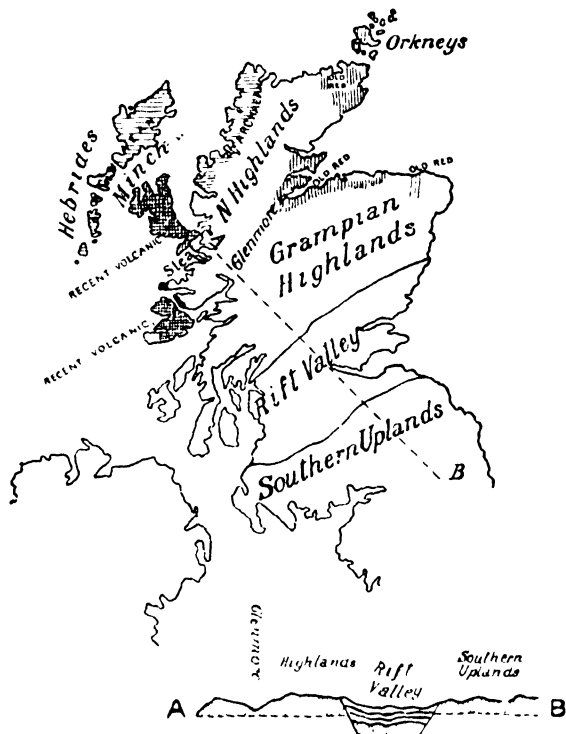 Orkneys
OLD
RED
ARCHAEAN
Hebrides
Minch
N Highlands
OLD RED
OLD RED
Glenmore
Grampian
Highlands
RECENT VOLCANIC
RECENT VOLCANIC
Rift Valley
Southern Uplands
B
Highlands
Rift
Valley
Southern
Uplands
A
B